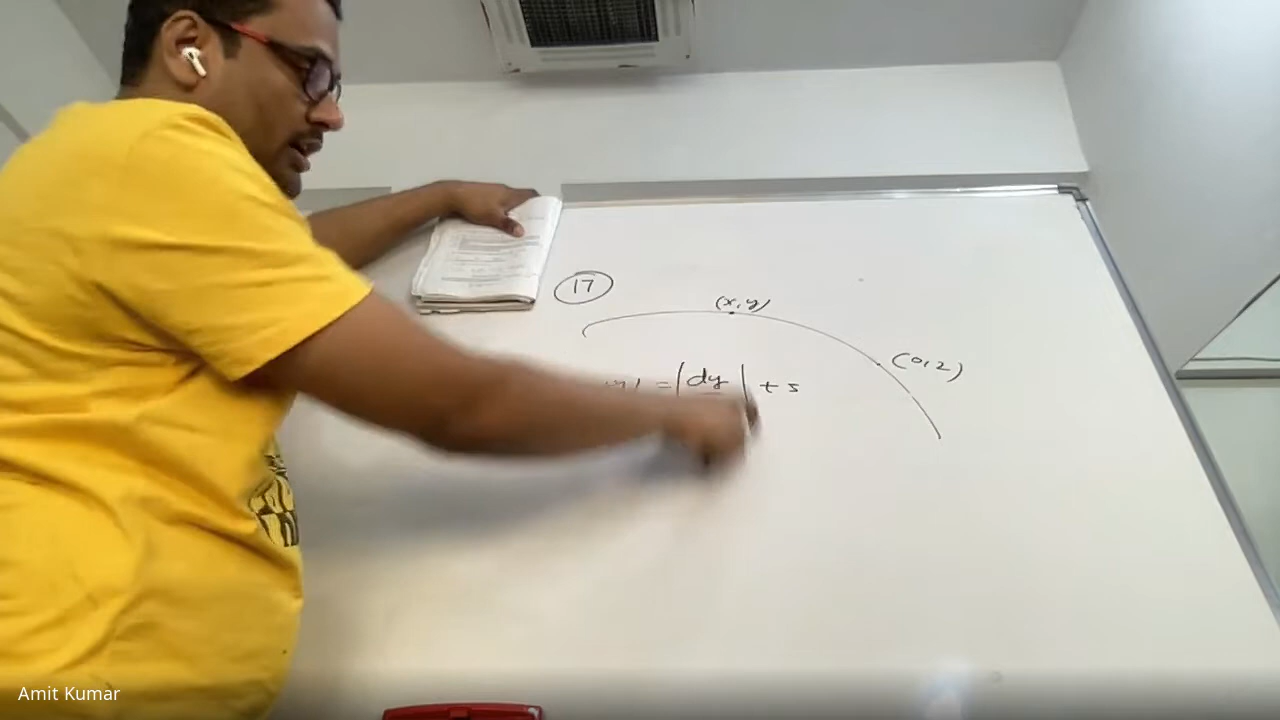 17
(x,y)
(0,2)
= |dy| + 5
Amit Kumar